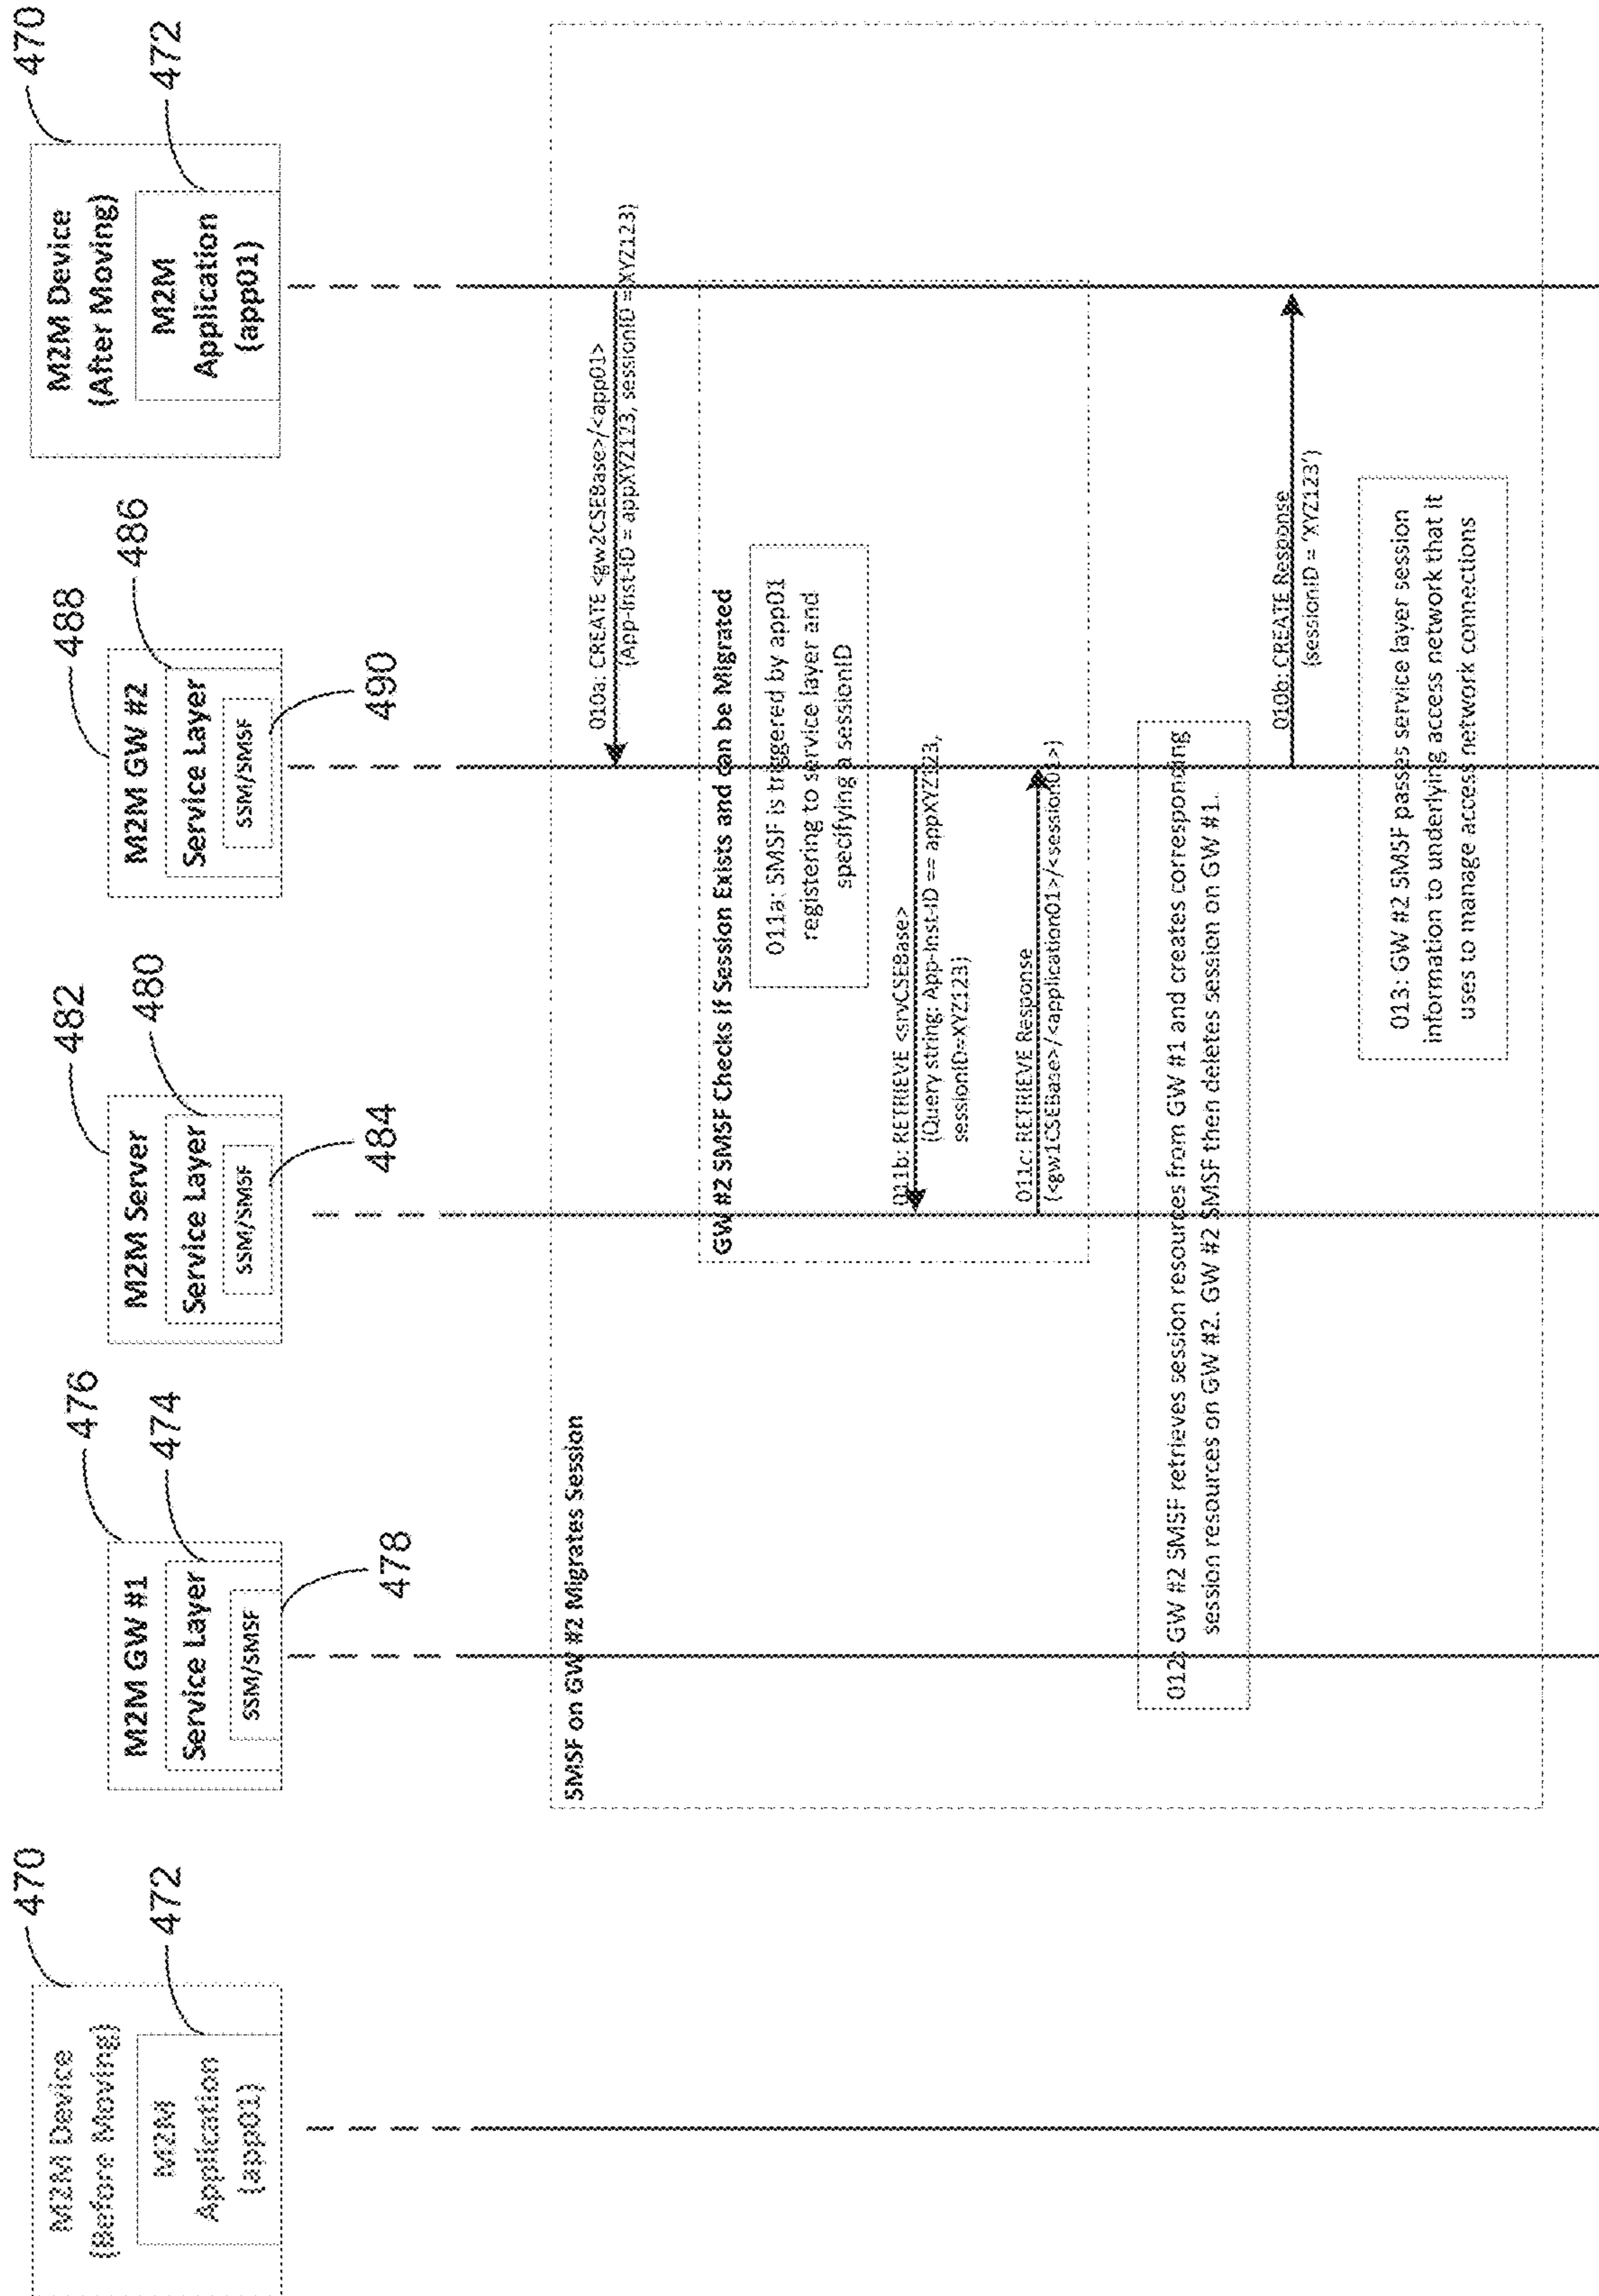 470
M2M Device
(Before Moving)
472
M2M
Application
(app01)
476
M2M GW #1
474
Service Layer
SSM/SMSF
478
482
M2M Server
480
Service Layer
SSM/SMSF
484
488
M2M GW #2
486
Service Layer
SSM/SMSF
490
470
M2M Device
(After Moving)
472
M2M
Application
(app01)
SMSF on GW #2 Migrates Session
010a: CREATE <gw2CSEBase>/<app01>
(App-Inst-ID = appXYZ123, sessionID = XYZ123)
GW #2 SMSF Checks if Session Exists and can be Migrated
011a: SMSF is triggered by app01
registering to service layer and
specifying a sessionID
011b: RETRIEVE <srvCSEBase>
(Query string: App-Inst-ID == appXYZ123,
sessionID=XYZ123)
011c: RETRIEVE Response
(<gw1CSEBase>/<application01>/<session01>)
012: GW #2 SMSF retrieves session resources from GW #1 and creates corresponding
session resources on GW #2. GW #2 SMSF then deletes session on GW #1.
010b: CREATE Response
(sessionID = 'XYZ123')
013: GW #2 SMSF passes service layer session
information to underlying access network that it
uses to manage access network connections